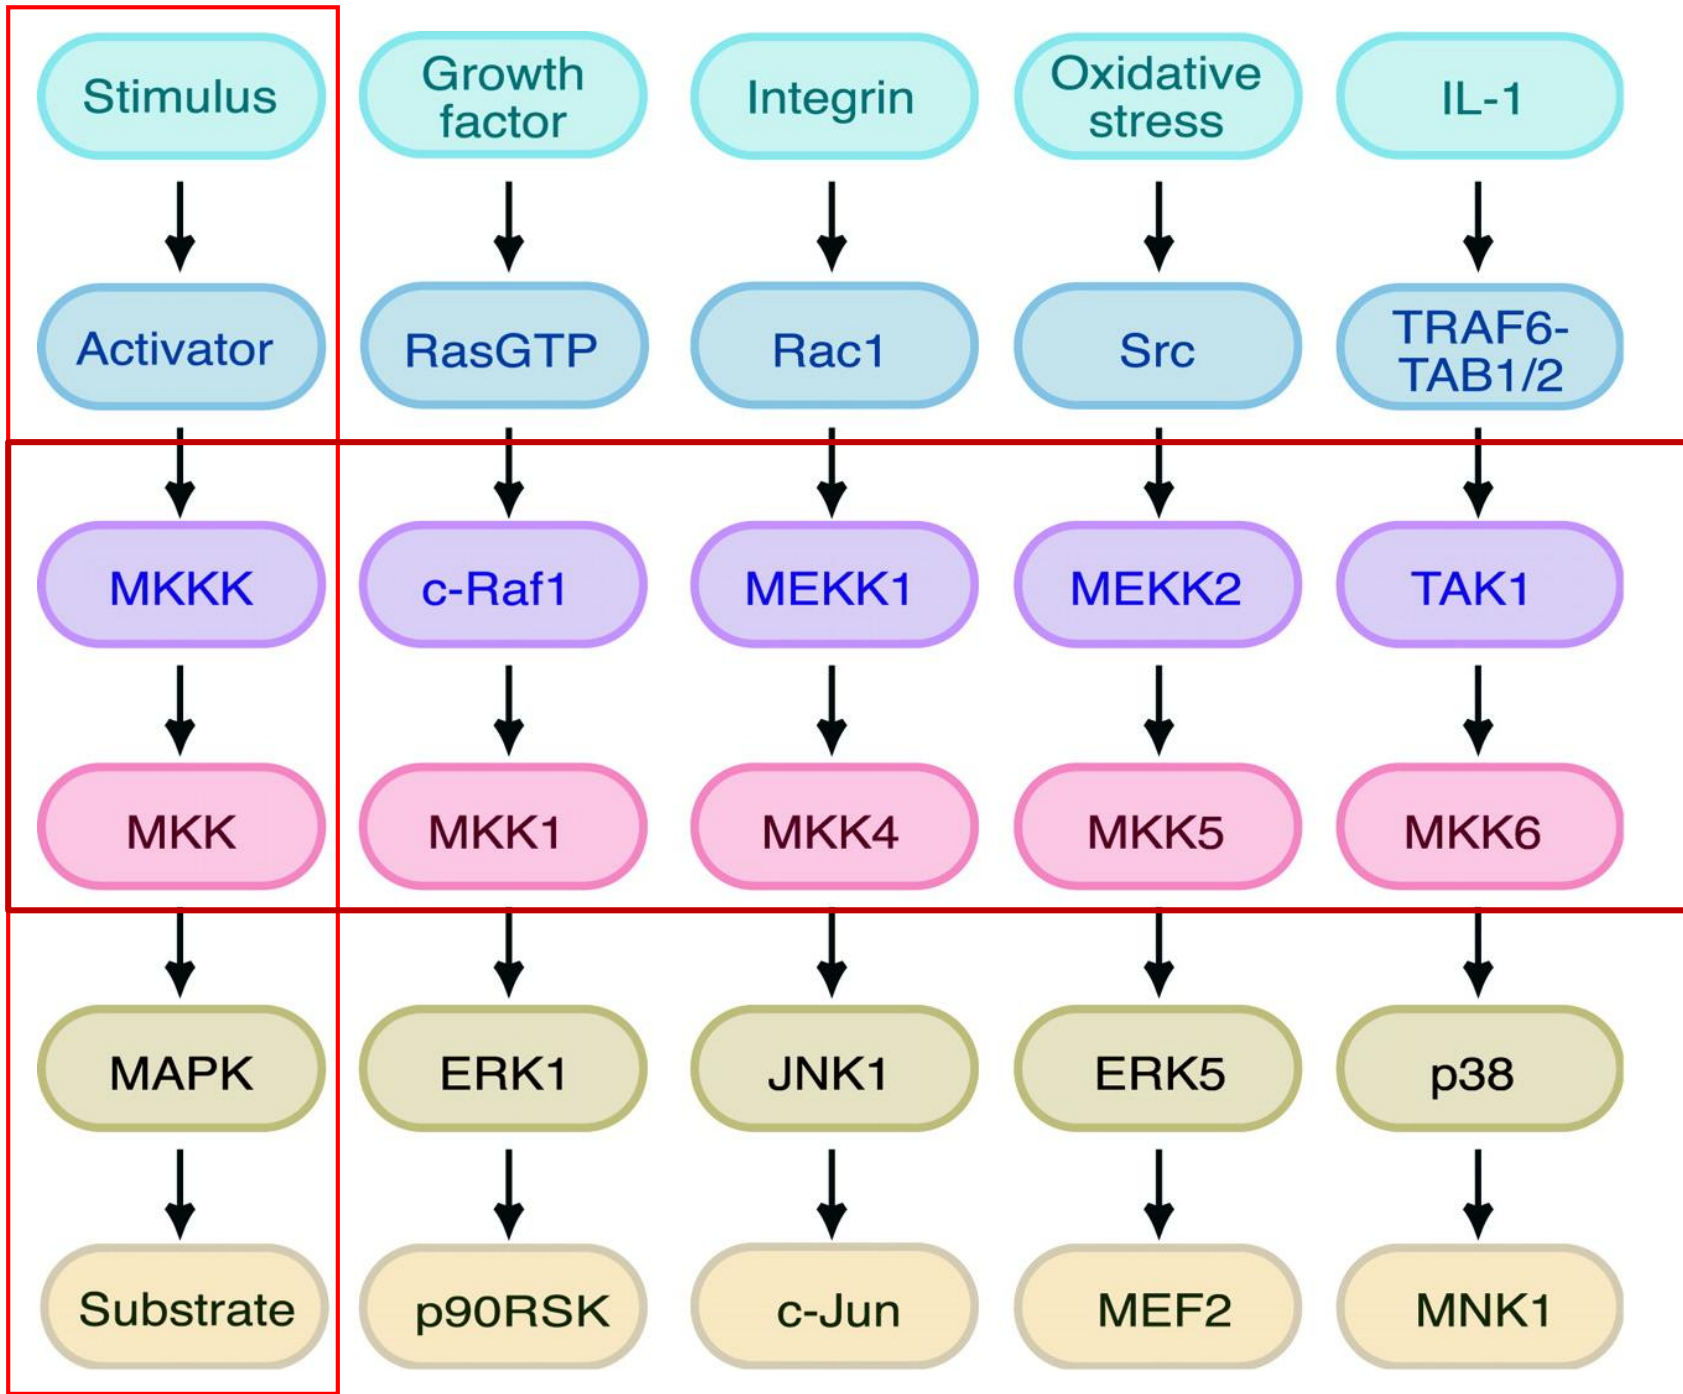 Stimulus
Growth
factor
Integrin
Oxidative
stress
IL-1
Activator
RasGTP
Rac1
Src
TRAF6-
TAB1/2
MKKK
c-Raf1
MEKK1
MEKK2
TAK1
MKK
MKK1
MKK4
MKK5
MKK6
MAPK
ERK1
JNK1
ERK5
p38
Substrate
p90RSK
c-Jun
MEF2
MNK1